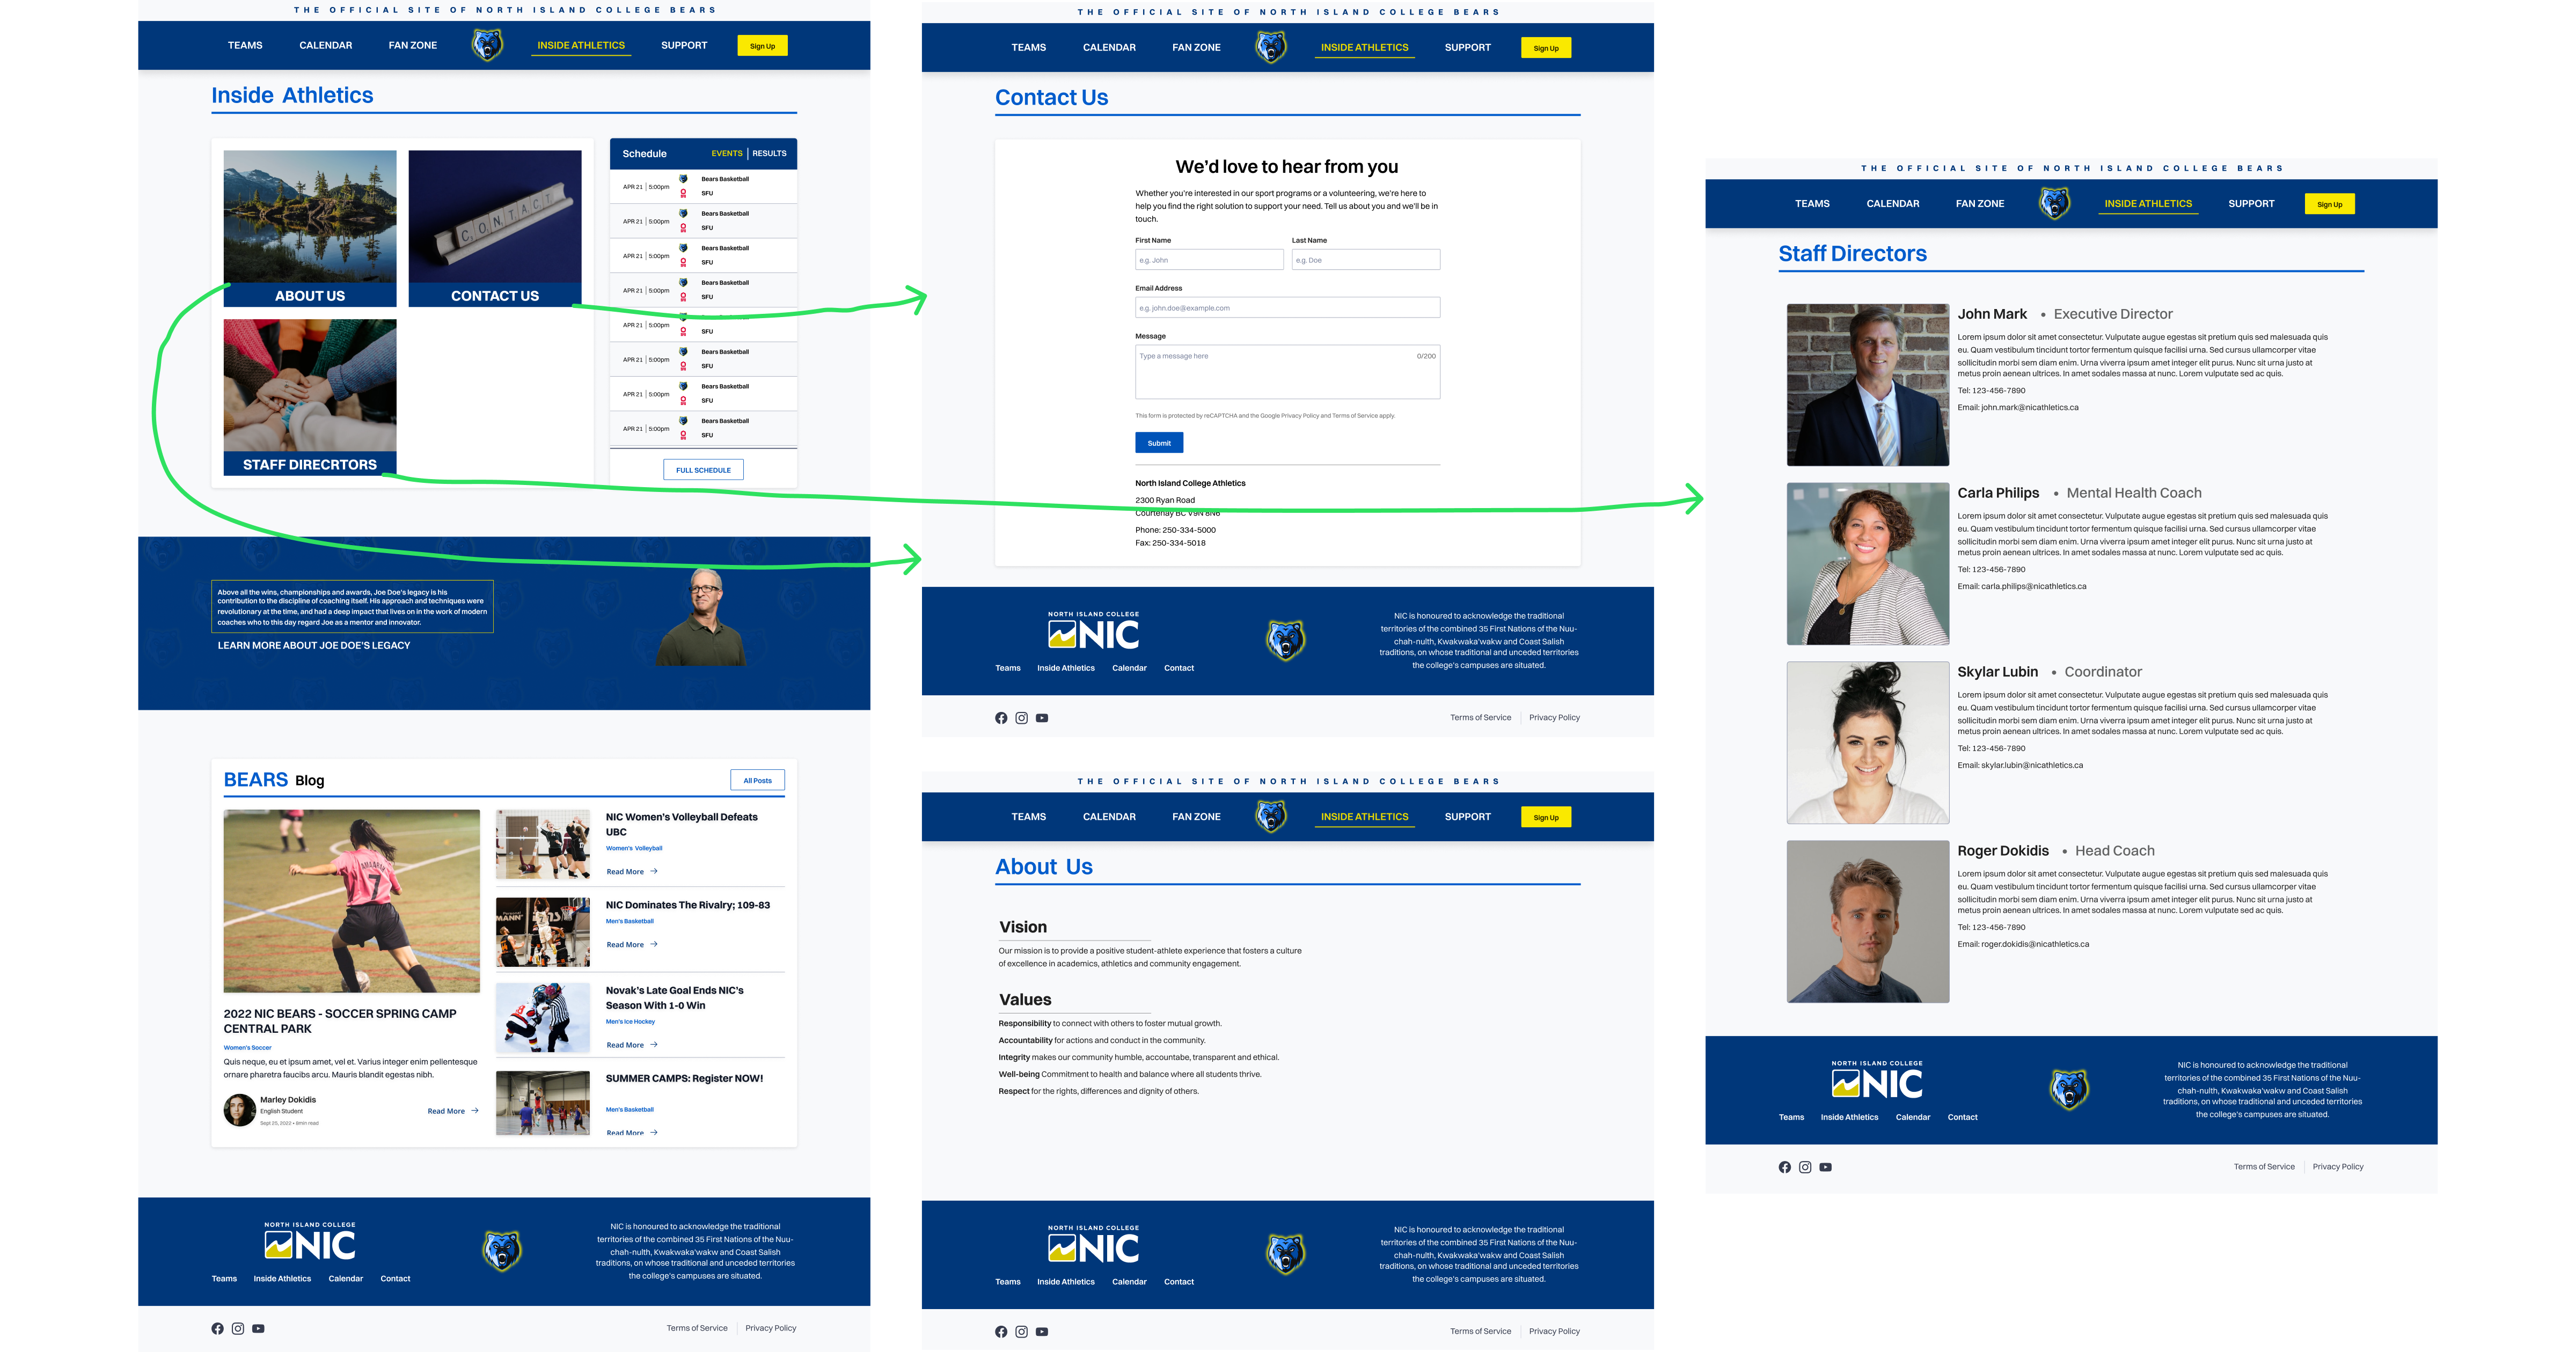 THE OFFICIAL SITE OF NORTH ISLAND COLLEGE BEARS
TEAMS CALENDAR FAN ZONE INSIDE ATHLETICS SUPPORT Sign Up
Inside Athletics
CONTACT
ABOUT US
CONTACT US
STAFF DIRECRTORS
Schedule EVENTS RESULTS
APR 21 5:00pm Bears Basketball
SFU
APR 21 5:00pm Bears Basketball
SFU
APR 21 5:00pm Bears Basketball
SFU
APR 21 5:00pm Bears Basketball
SFU
APR 21 5:00pm
SFU
APR 21 5:00pm Bears Basketball
SFU
APR 21 5:00pm Bears Basketball
SFU
APR 21 5:00pm Bears Basketball
SFU
FULL SCHEDULE
Above all the wins, championships and awards, Joe Doe's legacy is his
contribution to the discipline of coaching itself. His approach and techniques were
revolutionary at the time, and had a deep impact that lives on in the work of modern
coaches who to this day regard Joe as a mentor and innovator.
LEARN MORE ABOUT JOE DOE'S LEGACY
BEARS Blog
All Posts
7
2022 NIC BEARS - SOCCER SPRING CAMP
CENTRAL PARK
Women's Soccer
Quis neque, eu et ipsum amet, vel et. Varius integer enim pellentesque
ornare pharetra faucibs arcu. Mauris blandit egestas nibh.
Marley Dokidis
English Student
Sept 25, 2022 • 8min read
Read More
NIC Women's Volleyball Defeats
UBC
Women's Volleyball
Read More
NIC Dominates The Rivalry; 109-83
Men's Basketball
Read More
Novak's Late Goal Ends NIC's
Season With 1-0 Win
Men's Ice Hockey
Read More
SUMMER CAMPS: Register NOW!
Men's Basketball
Read More
NORTH ISLAND COLLEGE
NIC
Teams Inside Athletics Calendar Contact
NIC is honoured to acknowledge the traditional
territories of the combined 35 First Nations of the Nuu-
chah-nulth, Kwakwaka'wakw and Coast Salish
traditions, on whose traditional and unceded territories
the college's campuses are situated.
Terms of Service Privacy Policy
THE OFFICIAL SITE OF NORTH ISLAND COLLEGE BEARS
TEAMS CALENDAR FAN ZONE INSIDE ATHLETICS SUPPORT Sign Up
Contact Us
We'd love to hear from you
Whether you're interested in our sport programs or a volunteering, we're here to
help you find the right solution to support your need. Tell us about you and we'll be in
touch.
First Name Last Name
e.g. John e.g. Doe
Email Address
e.g. john.doe@example.com
Message
Type a message here 0/200
This form is protected by reCAPTCHA and the Google Privacy Policy and Terms of Service apply.
Submit
North Island College Athletics
2300 Ryan Road
Courtenay BC V9N 8N6
Phone: 250-334-5000
Fax: 250-334-5018
NORTH ISLAND COLLEGE
NIC
Teams Inside Athletics Calendar Contact
NIC is honoured to acknowledge the traditional
territories of the combined 35 First Nations of the Nuu-
chah-nulth, Kwakwaka'wakw and Coast Salish
traditions, on whose traditional and unceded territories
the college's campuses are situated.
Terms of Service Privacy Policy
THE OFFICIAL SITE OF NORTH ISLAND COLLEGE BEARS
TEAMS CALENDAR FAN ZONE INSIDE ATHLETICS SUPPORT Sign Up
About Us
Vision
Our mission is to provide a positive student-athlete experience that fosters a culture
of excellence in academics, athletics and community engagement.
Values
Responsibility to connect with others to foster mutual growth.
Accountability for actions and conduct in the community.
Integrity makes our community humble, accountabe, transparent and ethical.
Well-being Commitment to health and balance where all students thrive.
Respect for the rights, differences and dignity of others.
NORTH ISLAND COLLEGE
NIC
Teams Inside Athletics Calendar Contact
NIC is honoured to acknowledge the traditional
territories of the combined 35 First Nations of the Nuu-
chah-nulth, Kwakwaka'wakw and Coast Salish
traditions, on whose traditional and unceded territories
the college's campuses are situated.
Terms of Service Privacy Policy
THE OFFICIAL SITE OF NORTH ISLAND COLLEGE BEARS
TEAMS CALENDAR FAN ZONE INSIDE ATHLETICS SUPPORT Sign Up
Staff Directors
John Mark • Executive Director
Lorem ipsum dolor sit amet consectetur. Vulputate augue egestas sit pretium quis sed malesuada quis
eu. Quam vestibulum tincidunt tortor fermentum quisque facilisi urna. Sed cursus ullamcorper vitae
sollicitudin morbi sem diam enim. Urna viverra ipsum amet integer elit purus. Nunc sit urna justo at
metus proin aenean ultrices. In amet sodales massa at nunc. Lorem vulputate sed ac quis.
Tel: 123-456-7890
Email: john.mark@nicathletics.ca
Carla Philips • Mental Health Coach
Lorem ipsum dolor sit amet consectetur. Vulputate augue egestas sit pretium quis sed malesuada quis
eu. Quam vestibulum tincidunt tortor fermentum quisque facilisi urna. Sed cursus ullamcorper vitae
sollicitudin morbi sem diam enim. Urna viverra ipsum amet integer elit purus. Nunc sit urna justo at
metus proin aenean ultrices. In amet sodales massa at nunc. Lorem vulputate sed ac quis.
Tel: 123-456-7890
Email: carla.philips@nicathletics.ca
Skylar Lubin • Coordinator
Lorem ipsum dolor sit amet consectetur. Vulputate augue egestas sit pretium quis sed malesuada quis
eu. Quam vestibulum tincidunt tortor fermentum quisque facilisi urna. Sed cursus ullamcorper vitae
sollicitudin morbi sem diam enim. Urna viverra ipsum amet integer elit purus. Nunc sit urna justo at
metus proin aenean ultrices. In amet sodales massa at nunc. Lorem vulputate sed ac quis.
Tel: 123-456-7890
Email: skylar.lubin@nicathletics.ca
Roger Dokidis • Head Coach
Lorem ipsum dolor sit amet consectetur. Vulputate augue egestas sit pretium quis sed malesuada quis
eu. Quam vestibulum tincidunt tortor fermentum quisque facilisi urna. Sed cursus ullamcorper vitae
sollicitudin morbi sem diam enim. Urna viverra ipsum amet integer elit purus. Nunc sit urna justo at
metus proin aenean ultrices. In amet sodales massa at nunc. Lorem vulputate sed ac quis.
Tel: 123-456-7890
Email: roger.dokidis@nicathletics.ca
NORTH ISLAND COLLEGE
NIC
Teams Inside Athletics Calendar Contact
NIC is honoured to acknowledge the traditional
territories of the combined 35 First Nations of the Nuu-
chah-nulth, Kwakwaka'wakw and Coast Salish
traditions, on whose traditional and unceded territories
the college's campuses are situated.
Terms of Service Privacy Policy